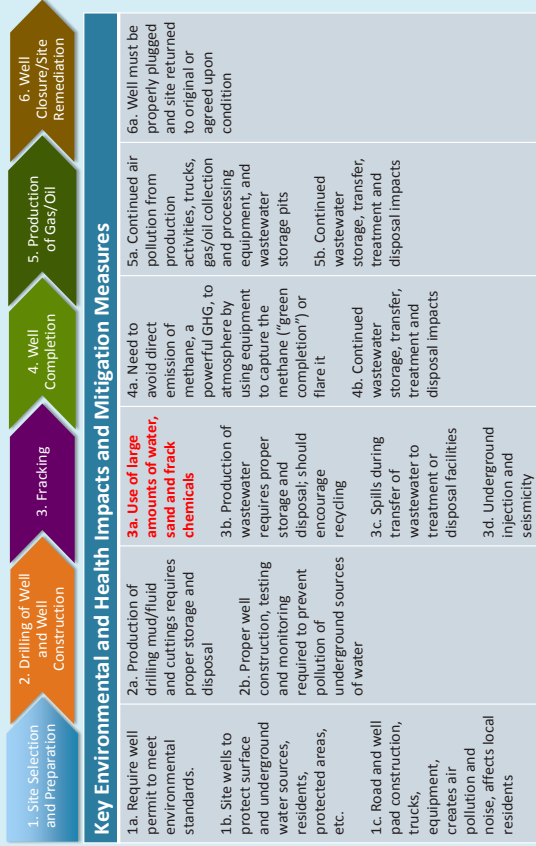 1. Site Selection
and Preparation
2. Drilling of Well
and Well
Construction
3. Fracking
4. Well
Completion
5. Production
of Gas/Oil
6. Well
Closure/Site
Remediation
Key Environmental and Health Impacts and Mitigation Measures
1a. Require well
permit to meet
environmental
standards.
1b. Site wells to
protect surface
and underground
water sources,
residents,
protected areas,
etc.
1c. Road and well
pad construction,
trucks,
equipment,
creates air
pollution and
noise, affects local
residents
2a. Production of
drilling mud/fluid
and cuttings requires
proper storage and
disposal
2b. Proper well
construction, testing
and monitoring
required to prevent
pollution of
underground sources
of water
3a. Use of large
amounts of water,
sand and frack
chemicals
3b. Production of
wastewater
requires proper
storage and
disposal; should
encourage
recycling
3c. Spills during
transfer of
wastewater to
treatment or
disposal facilities
3d. Underground
injection and
seismicity
4a. Need to
avoid direct
emission of
methane, a
powerful GHG, to
atmosphere by
using equipment
to capture the
methane (“green
completion”) or
flare it
4b. Continued
wastewater
storage, transfer,
treatment and
disposal impacts
5a. Continued air
pollution from
production
activities, trucks,
gas/oil collection
and processing
equipment, and
wastewater
storage pits
5b. Continued
wastewater
storage, transfer,
treatment and
disposal impacts
6a. Well must be
properly plugged
and site returned
to original or
agreed upon
condition